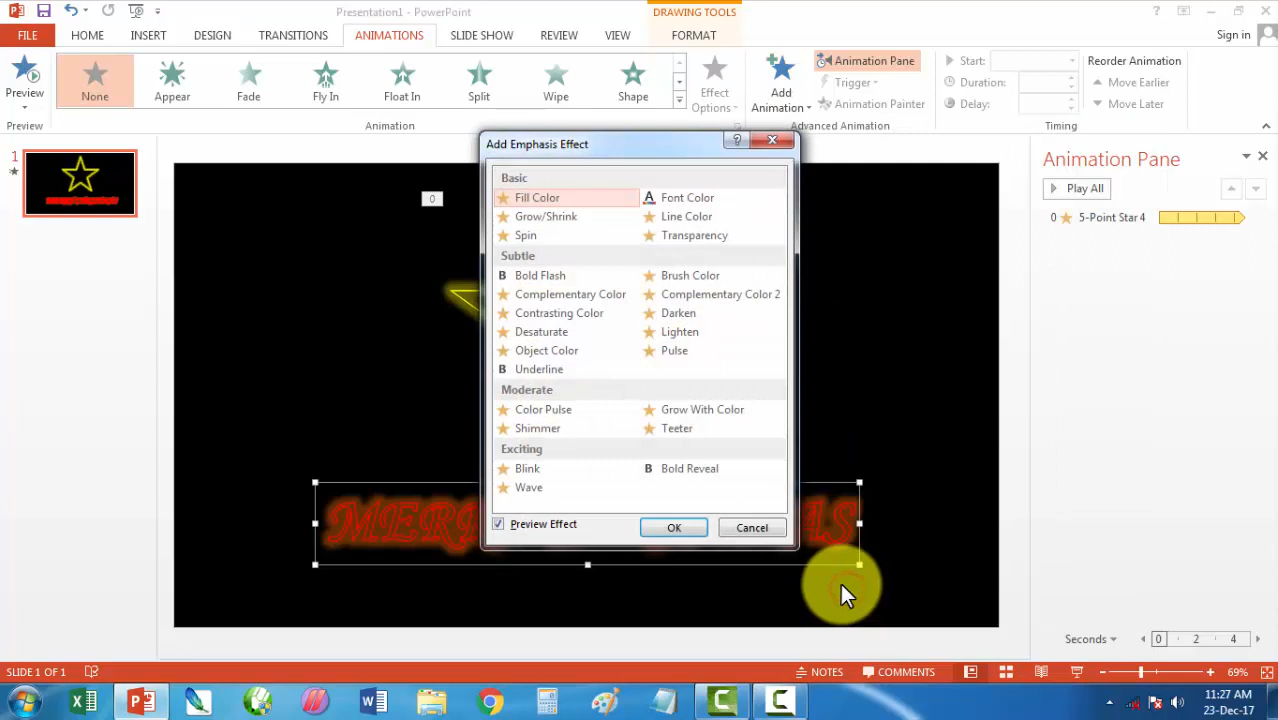 Presentation1 - PowerPoint
DRAWING TOOLS
FILE HOME INSERT DESIGN TRANSITIONS ANIMATIONS SLIDE SHOW REVIEW VIEW FORMAT Sign in
Preview None Appear Fade Fly In Float In Split Wipe Shape Effect Options Add Animation
Animation Pane Start: Reorder Animation
Trigger Duration: Move Earlier
Animation Painter Delay: Move Later
Preview Animation Advanced Animation Timing
1
0
Add Emphasis Effect
Basic
Fill Color Font Color
Grow/Shrink Line Color
Spin Transparency
Subtle
Bold Flash Brush Color
Complementary Color Complementary Color 2
Contrasting Color Darken
Desaturate Lighten
Object Color Pulse
Underline
Moderate
Color Pulse Grow With Color
Shimmer Teeter
Exciting
Blink Bold Reveal
Wave
Preview Effect OK Cancel
Animation Pane
Play All
0 5-Point Star 4
Seconds 0 2 4
SLIDE 1 OF 1 NOTES COMMENTS 69%
11:27 AM
23-Dec-17